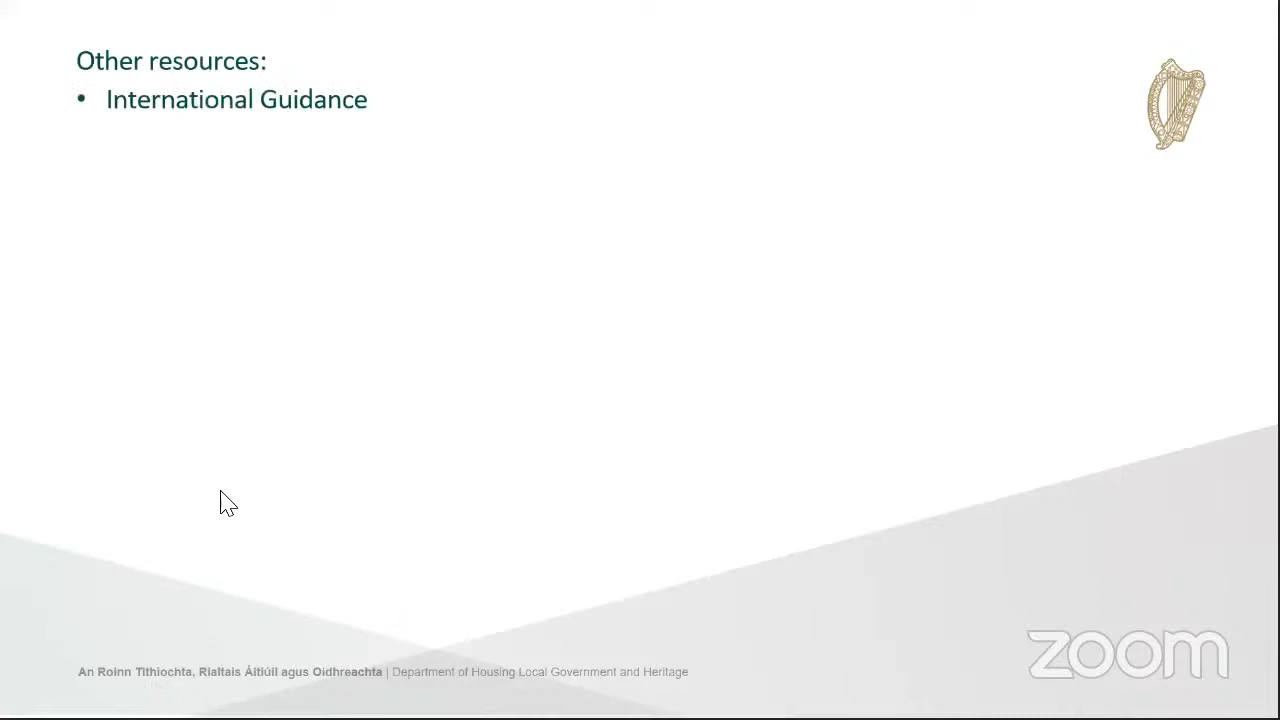 Other resources:
• International Guidance
An Roinn Tithíochta, Rialtais Áitiúil agus Oidhreachta | Department of Housing Local Government and Heritage
zoom